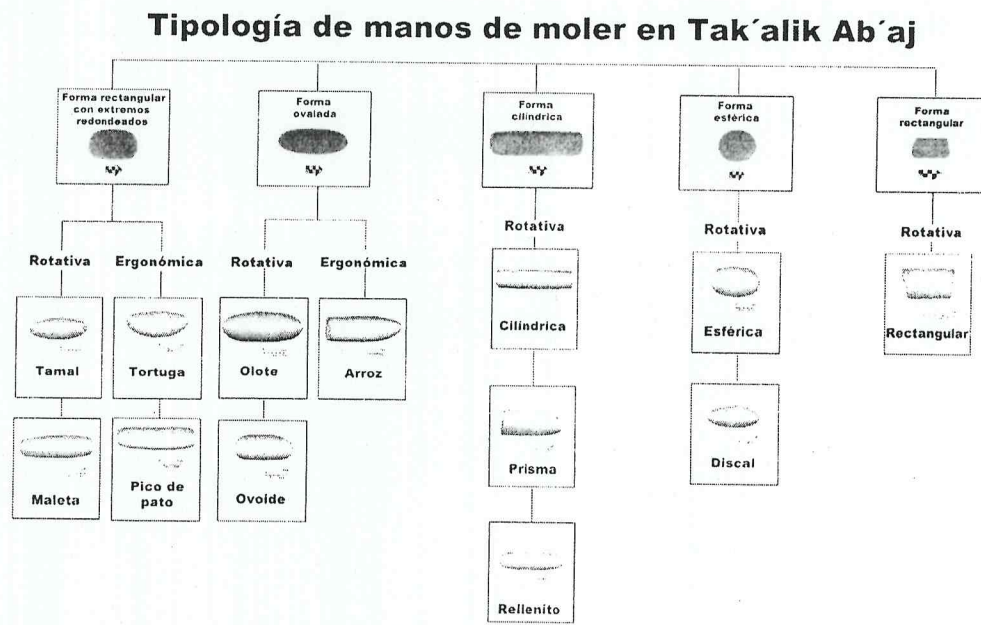 Tipología de manos de moler en Tak´alik Ab´aj
Forma rectangular
con extremos
redondeados
Forma
ovalada
Forma
cilíndrica
Forma
esférica
Forma
rectangular
Rotativa
Ergonómica
Rotativa
Ergonómica
Rotativa
Rotativa
Rotativa
Tamal
Tortuga
Olote
Arroz
Cilíndrica
Esférica
Rectangular
Maleta
Pico de
pato
Ovoide
Prisma
Discal
Rellenito